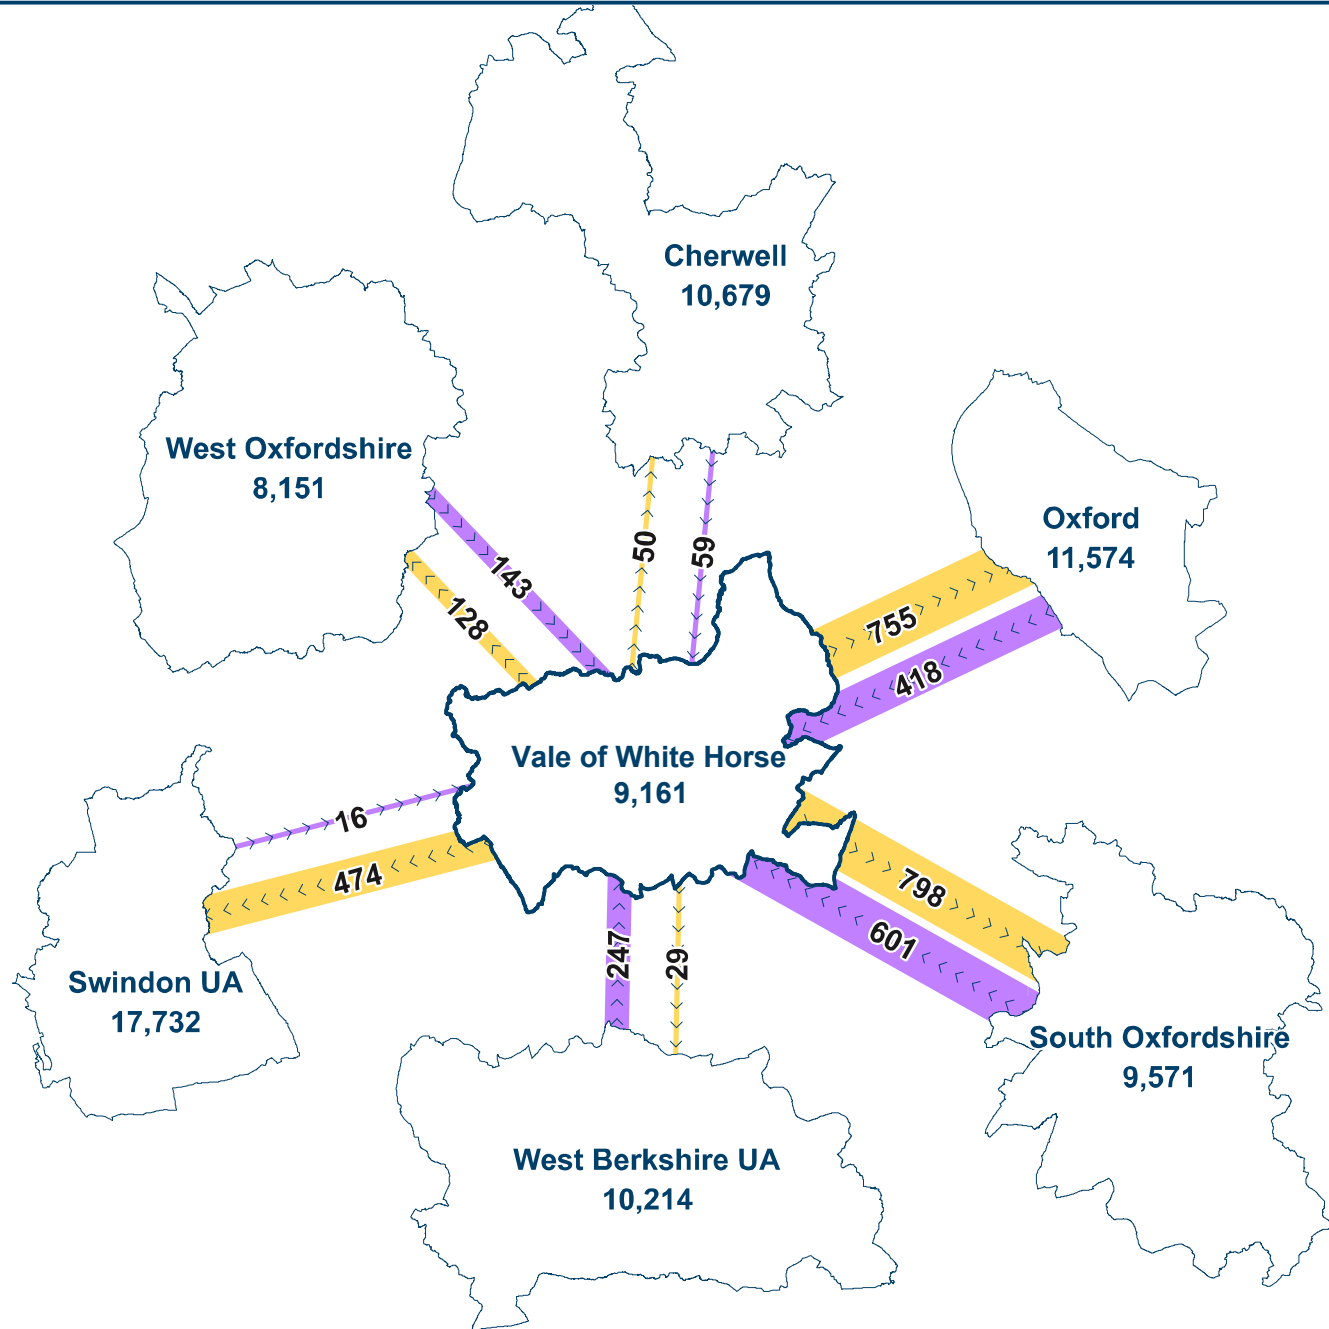 Cherwell
10,679
West Oxfordshire
8,151
Oxford
11,574
143
128
50
59
755
418
Vale of White Horse
9,161
16
474
798
601
247
29
Swindon UA
17,732
South Oxfordshire
9,571
West Berkshire UA
10,214